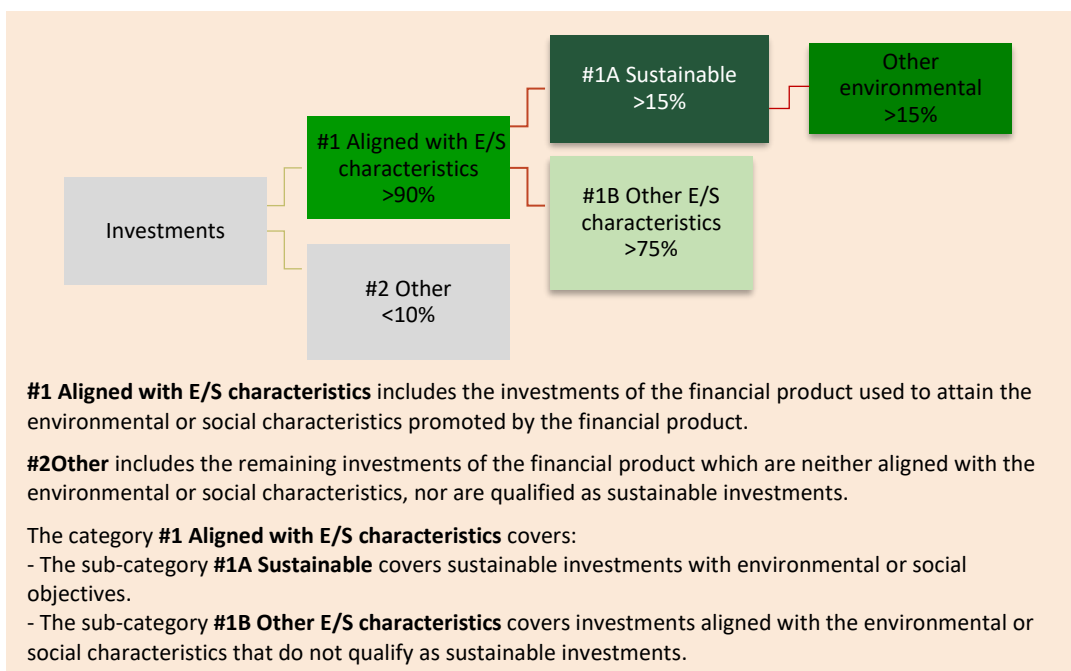 Investments
#1 Aligned with E/S
characteristics
>90%
#2 Other
<10%
#1A Sustainable
>15%
#1B Other E/S
characteristics
>75%
Other
environmental
>15%
#1 Aligned with E/S characteristics includes the investments of the financial product used to attain the
environmental or social characteristics promoted by the financial product.
#2Other includes the remaining investments of the financial product which are neither aligned with the
environmental or social characteristics, nor are qualified as sustainable investments.
The category #1 Aligned with E/S characteristics covers:
- The sub-category #1A Sustainable covers sustainable investments with environmental or social
objectives.
- The sub-category #1B Other E/S characteristics covers investments aligned with the environmental or
social characteristics that do not qualify as sustainable investments.